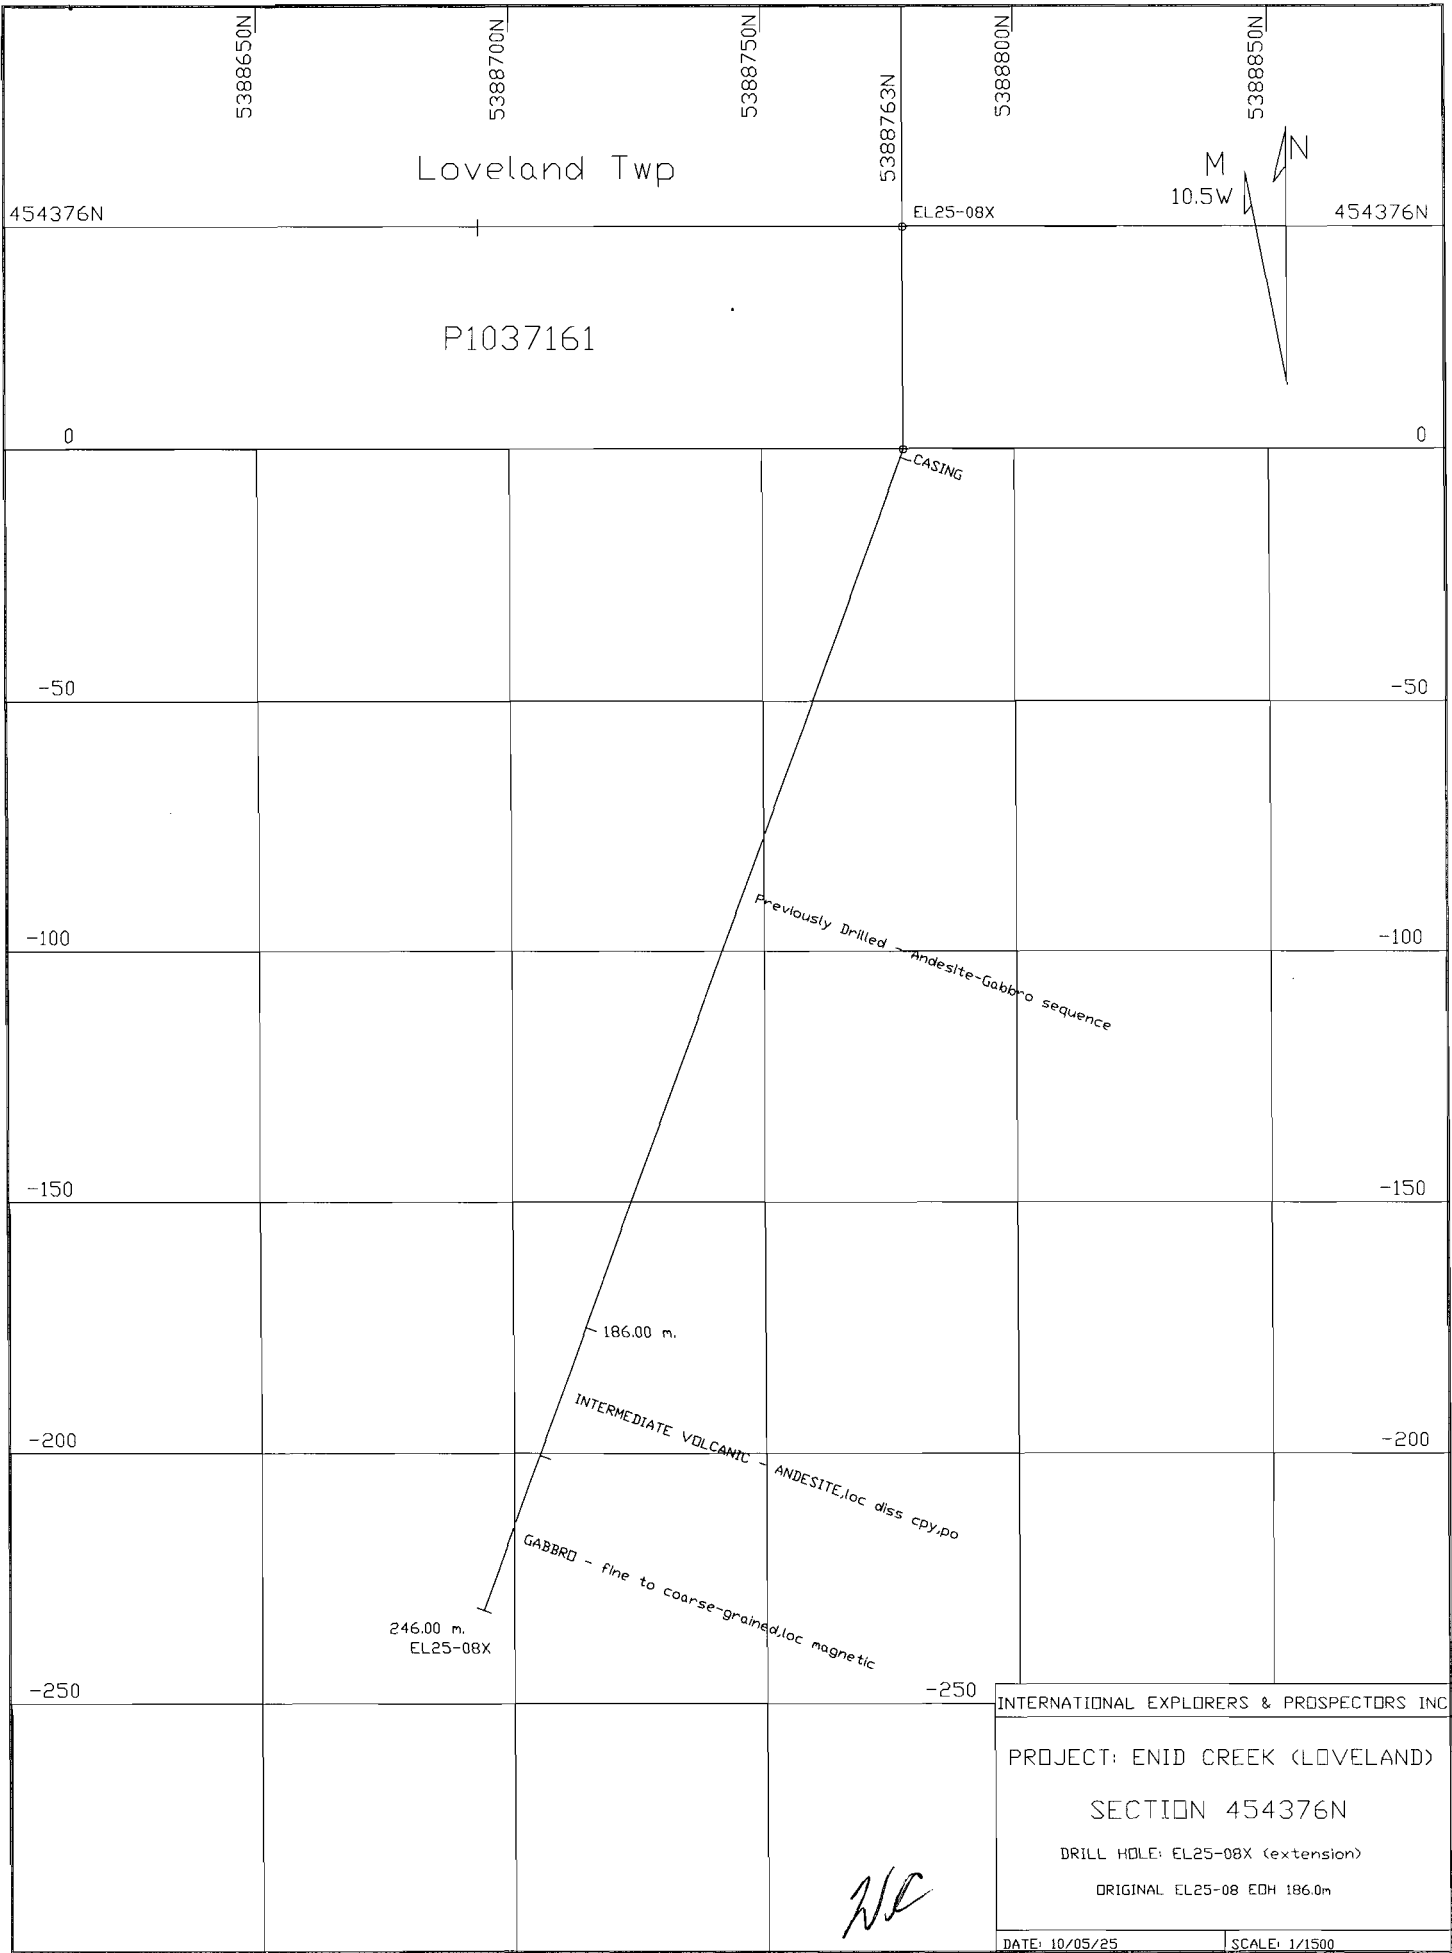 5388650N
5388700N
5388750N
5388763N
5388800N
5388850N
Loveland Twp
M
10.5W
N
454376N
EL25-08X
454376N
P1037161
0
0
CASING
-50
-50
Previously Drilled - Andesite-Gabbro sequence
-100
-100
-150
-150
186.00 m.
INTERMEDIATE VOLCANIC - ANDESITE,loc diss cpy,po
-200
-200
GABBRO - fine to coarse-grained,loc magnetic
246.00 m.
EL25-08X
-250
-250
INTERNATIONAL EXPLORERS & PROSPECTORS INC
PROJECT: ENID CREEK (LOVELAND)
SECTION 454376N
DRILL HOLE: EL25-08X (extension)
ORIGINAL EL25-08 EOH 186.0m
DATE: 10/05/25
SCALE: 1/1500